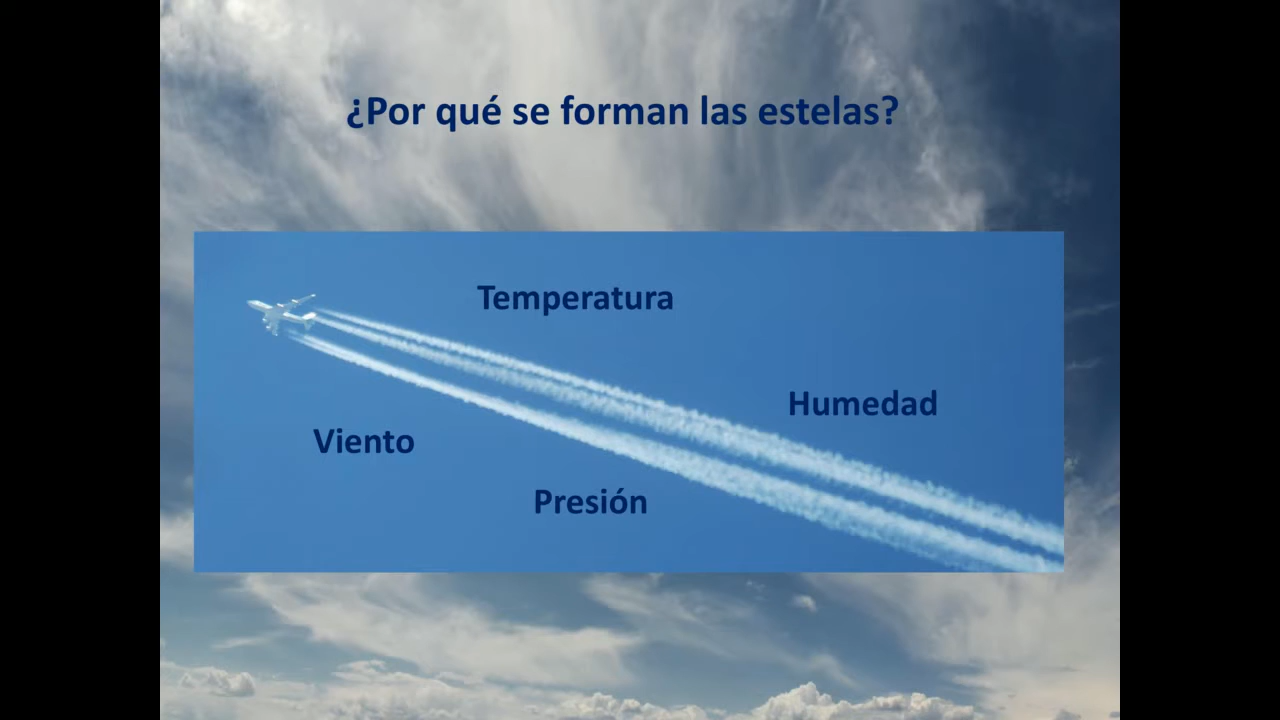 ¿Por qué se forman las estelas?
Temperatura
Humedad
Viento
Presión